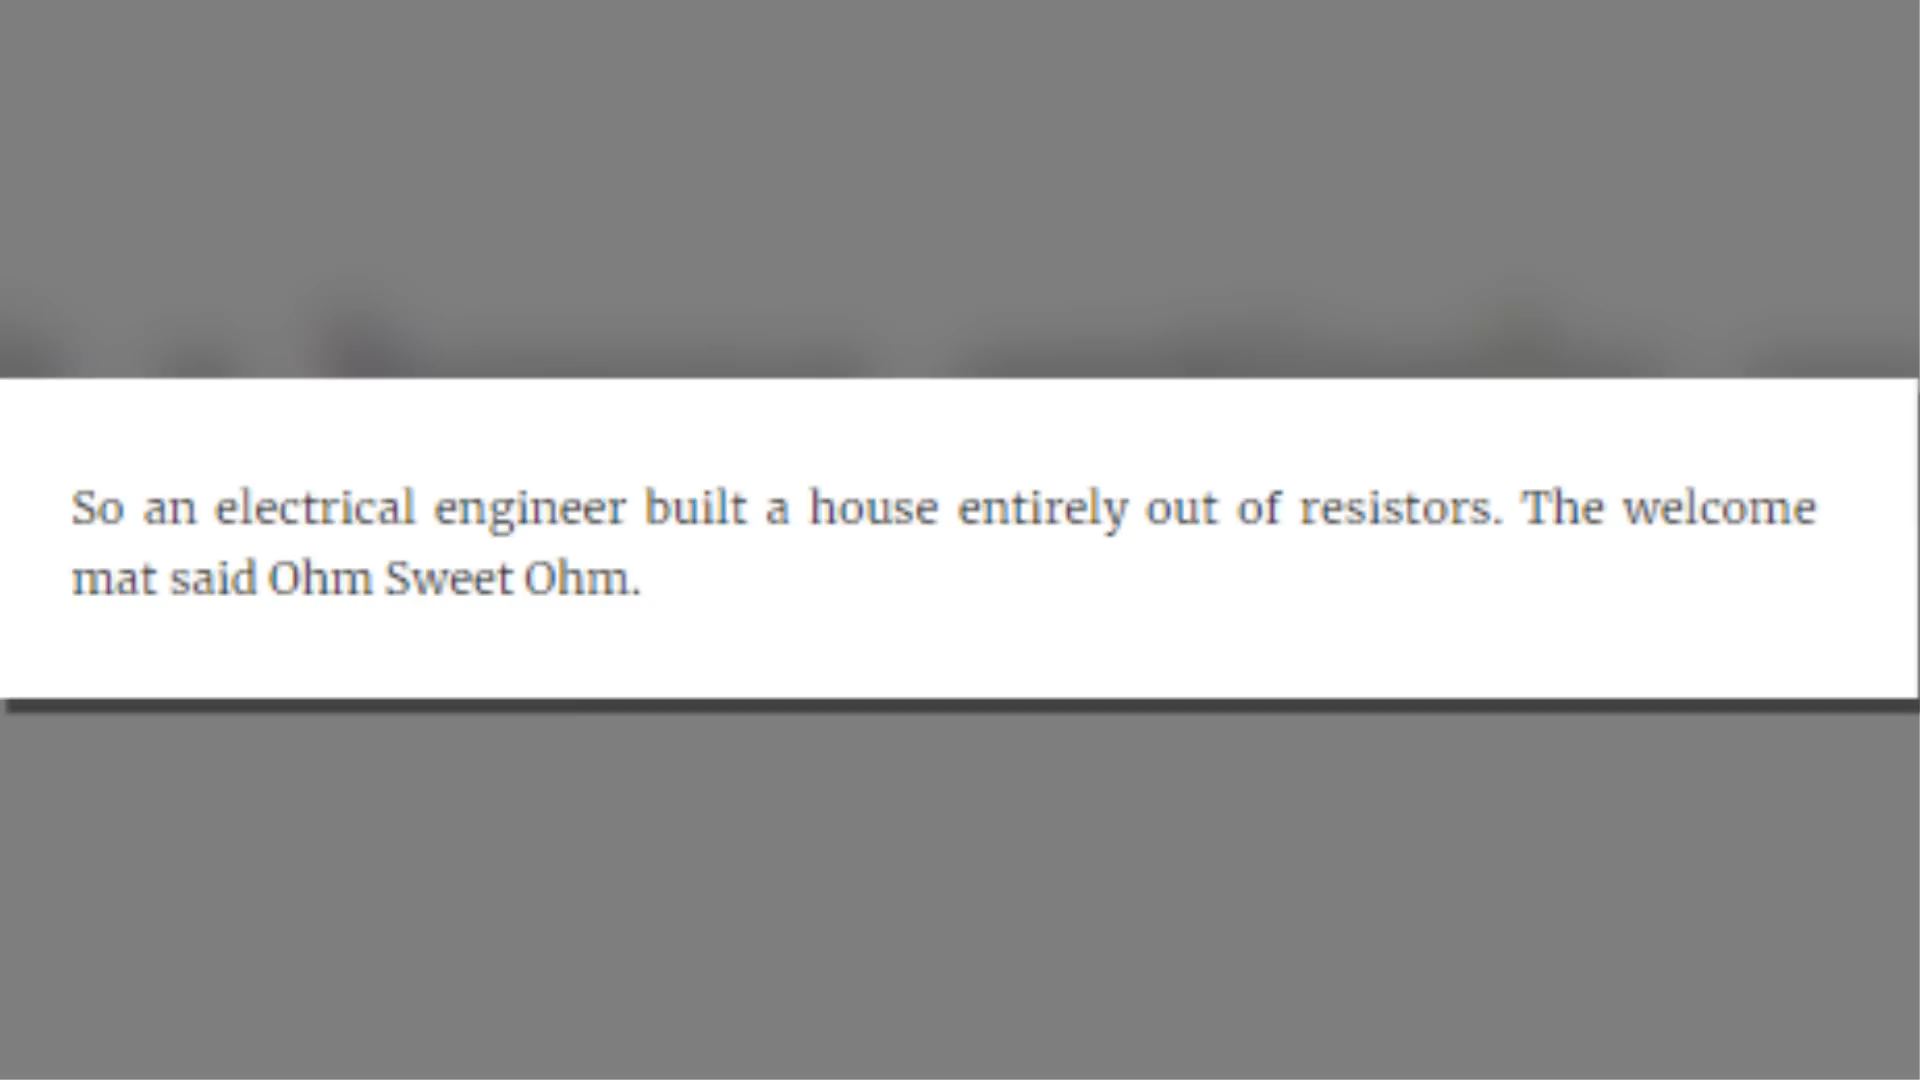 So an electrical engineer built a house entirely out of resistors. The welcome
mat said Ohm Sweet Ohm.